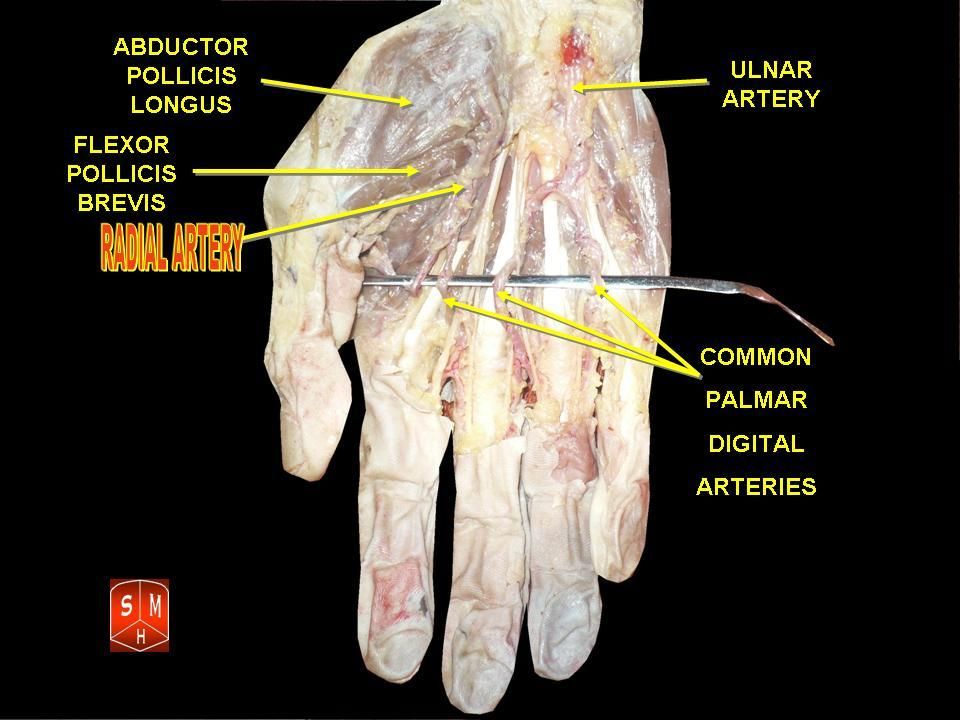 ABDUCTOR
POLLICIS
LONGUS
FLEXOR
POLLICIS
BREVIS
RADIAL ARTERY
ULNAR
ARTERY
COMMON
PALMAR
DIGITAL
ARTERIES
S M
H